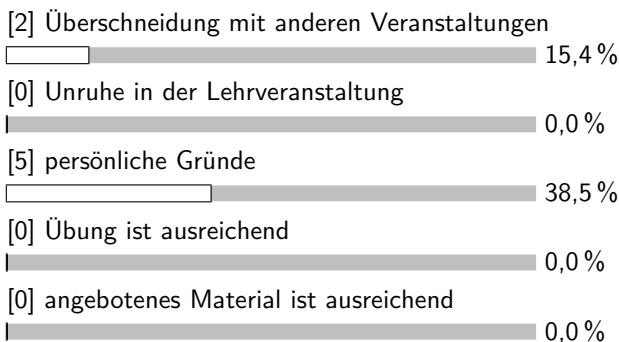 [2] Überschneidung mit anderen Veranstaltungen
15,4 %
[0] Unruhe in der Lehrveranstaltung
0,0 %
[5] persönliche Gründe
38,5 %
[0] Übung ist ausreichend
0,0 %
[0] angebotenes Material ist ausreichend
0,0 %